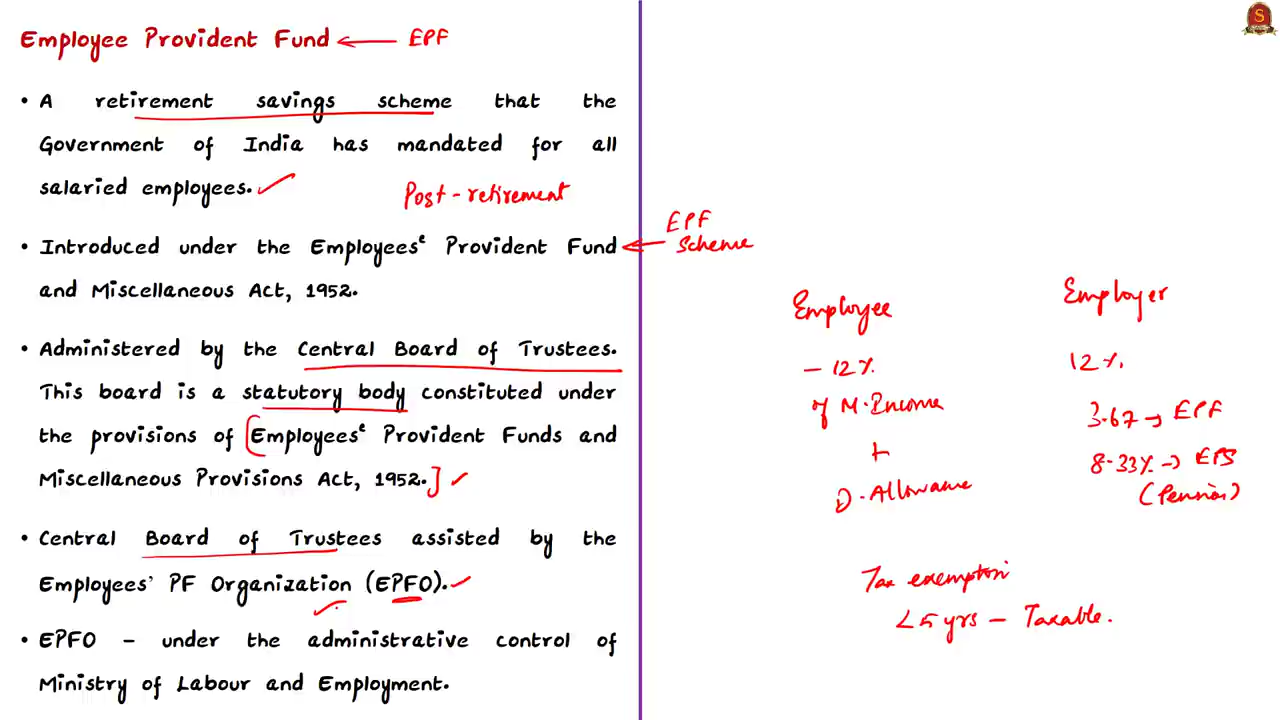 Employee Provident Fund ← EPF
• A retirement savings scheme that the
Government of India has mandated for all
salaried employees.
Post-retirement
• Introduced under the Employees' Provident Fund
and Miscellaneous Act, 1952.
EPF
Scheme
• Administered by the Central Board of Trustees.
This board is a statutory body constituted under
the provisions of [Employees' Provident Funds and
Miscellaneous Provisions Act, 1952.]
• Central Board of Trustees assisted by the
Employees' PF Organization (EPFO).
• EPFO - under the administrative control of
Ministry of Labour and Employment.
Employee
- 12%
of M. Income
+
D. Allowance
Employer
12%
3.67 → EPF
8.33% → EPS
(Pension)
Tax exemption
<5 yrs - Taxable.
S